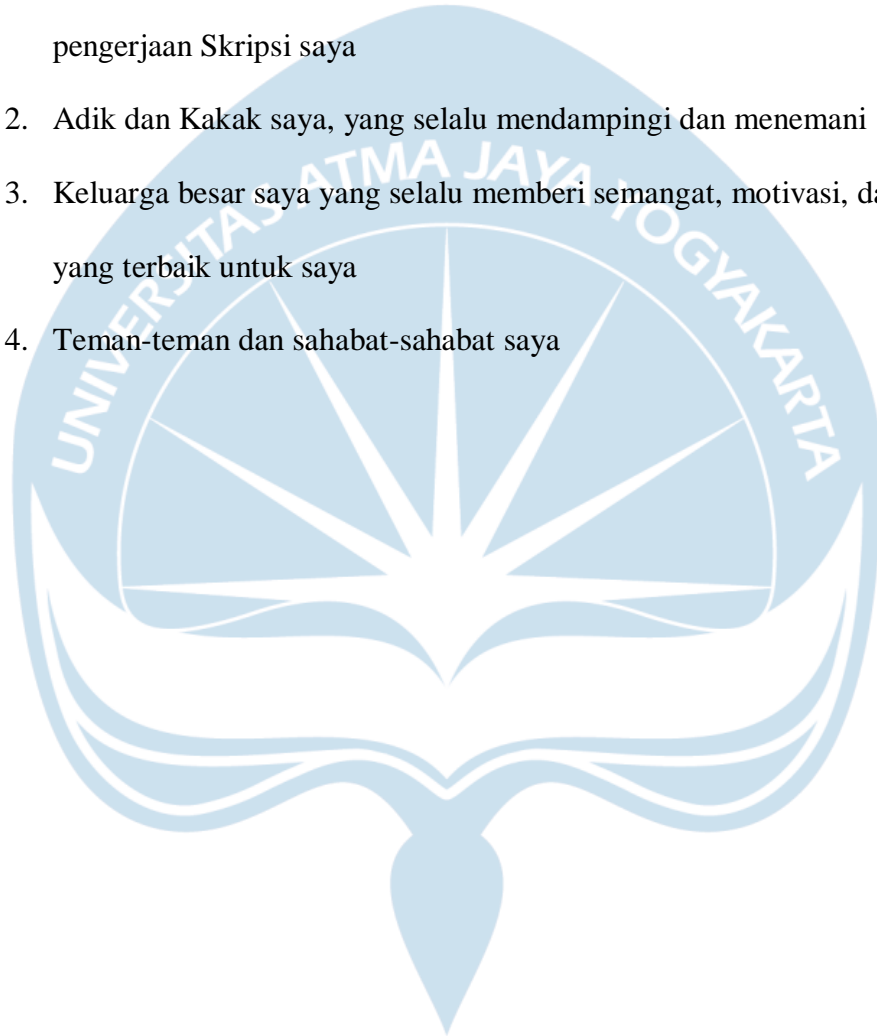 pengerjaan Skripsi saya
2. Adik dan Kakak saya, yang selalu mendampingi dan menemani
3. Keluarga besar saya yang selalu memberi semangat, motivasi,
yang terbaik untuk saya
4. Teman-teman dan sahabat-sahabat saya
UNIVERSITAS ATMA JAYA YOGYAKARTA